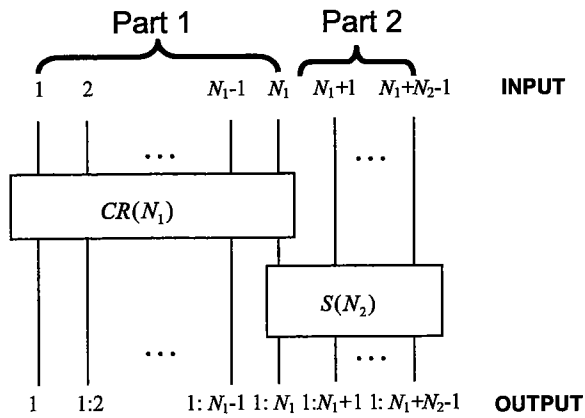 Part 1 Part 2
1 2 N₁-1 N₁ N₁+1 N₁+N₂-1 INPUT
... ...
CR(N₁)
S(N₂)
... ...
1 1:2 1: N₁-1 1: N₁ 1:N₁+1 1: N₁+N₂-1 OUTPUT